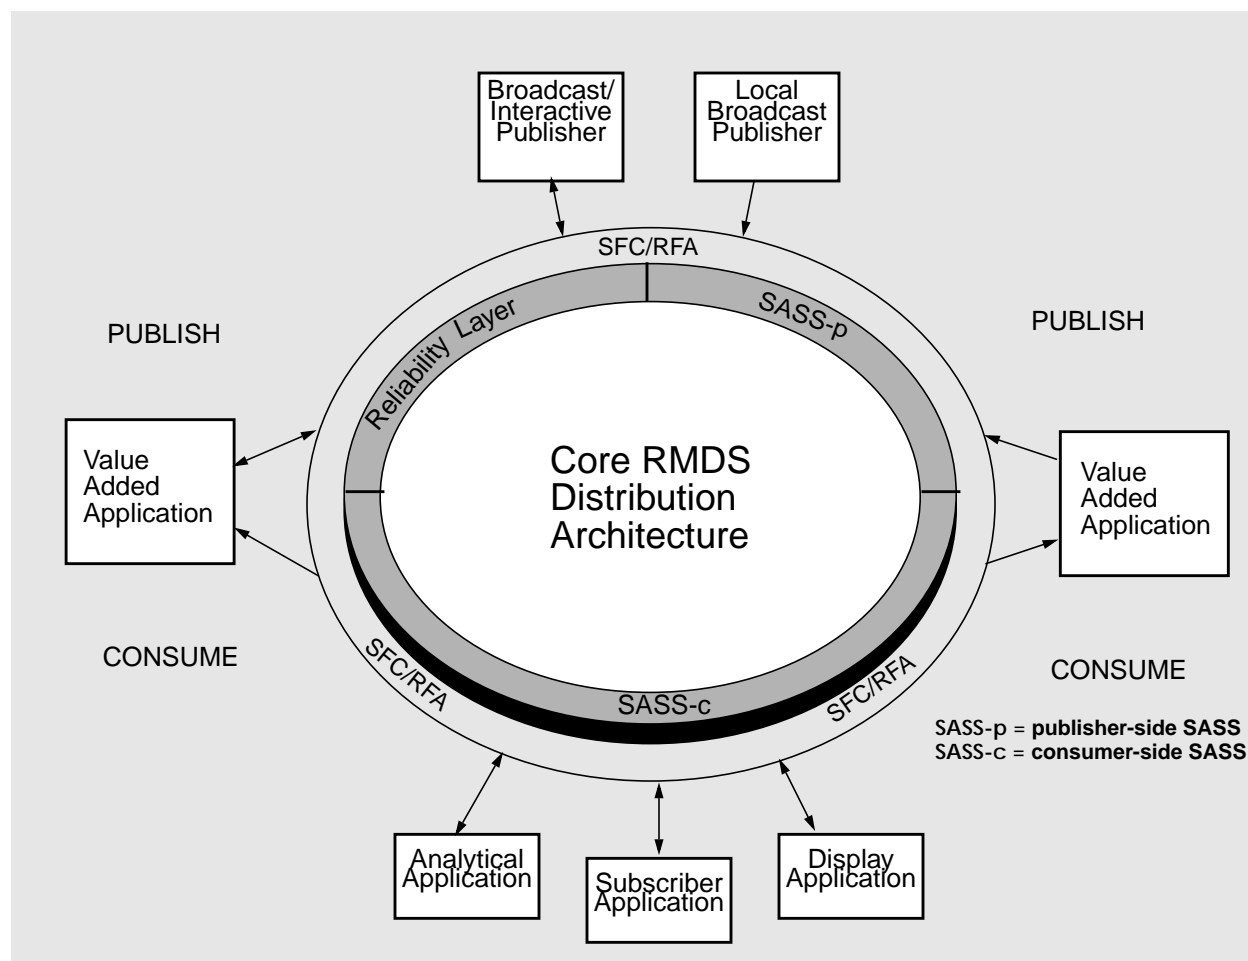 Broadcast/
Interactive
Publisher
Local
Broadcast
Publisher
SFC/RFA
Reliability Layer
SASS-p
PUBLISH
PUBLISH
Value
Added
Application
Core RMDS
Distribution
Architecture
Value
Added
Application
CONSUME
CONSUME
SFC/RFA
SASS-c
SFC/RFA
SASS-p = publisher-side SASS
SASS-c = consumer-side SASS
Analytical
Application
Subscriber
Application
Display
Application